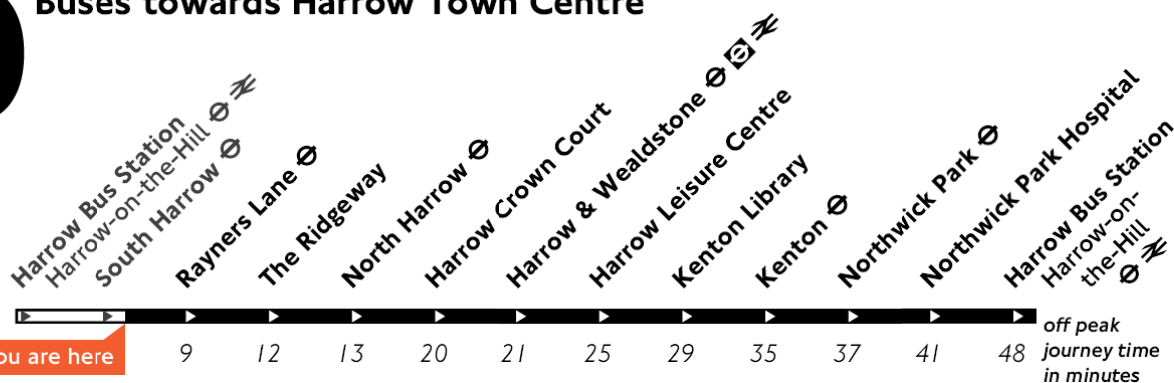 Buses towards Harrow Town Centre
Harrow Bus Station
Harrow-on-the-Hill
South Harrow
Rayners Lane
The Ridgeway
North Harrow
Harrow Crown Court
Harrow & Wealdstone
Harrow Leisure Centre
Kenton Library
Kenton
Northwick Park
Northwick Park Hospital
Harrow Bus Station
Harrow-on-
the-Hill
ou are here
9 12 13 20 21 25 29 35 37 41 48
off peak
journey time
in minutes